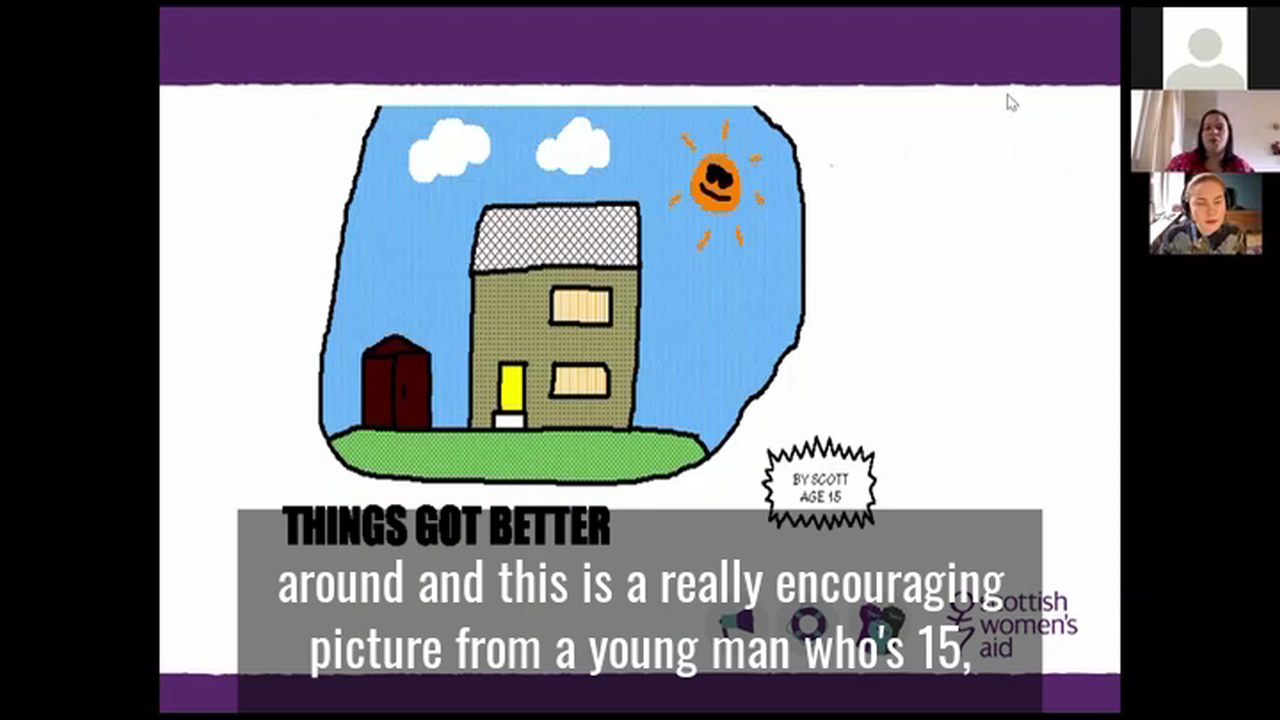 BY SCOTT
AGE 15
THINGS GOT BETTER
around and this is a really encouraging
picture from a young man who's 15,
scottish
women's
aid